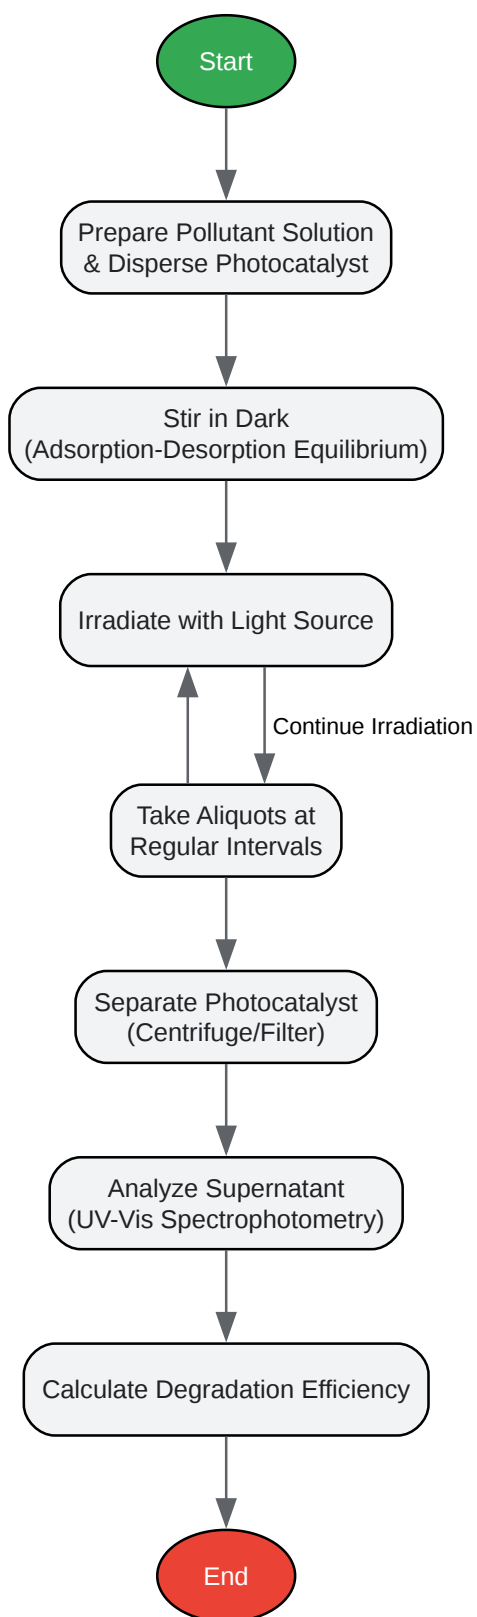 Start
Prepare Pollutant Solution
& Disperse Photocatalyst
Stir in Dark
(Adsorption-Desorption Equilibrium)
Irradiate with Light Source
Continue Irradiation
Take Aliquots at
Regular Intervals
Separate Photocatalyst
(Centrifuge/Filter)
Analyze Supernatant
(UV-Vis Spectrophotometry)
Calculate Degradation Efficiency
End